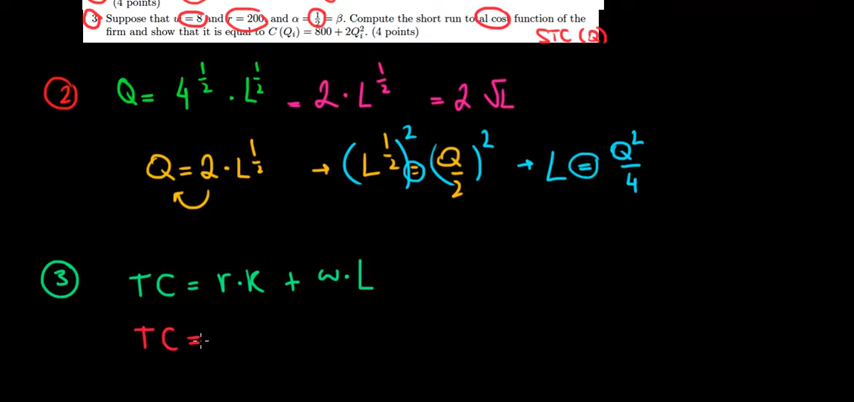 (4 points)
3. Suppose that w = 8 and r = 200, and α = 1/2 = β. Compute the short run total cost function of the
firm and show that it is equal to C (Qᵢ) = 800 + 2Qᵢ². (4 points)
STC (Q)
② Q = 4^(1/2) · L^(1/2) = 2 · L^(1/2) = 2 √L
Q = 2 · L^(1/2) → (L^(1/2))² = (Q/2)² → L = Q²/4
③ TC = r · K + w · L
TC =